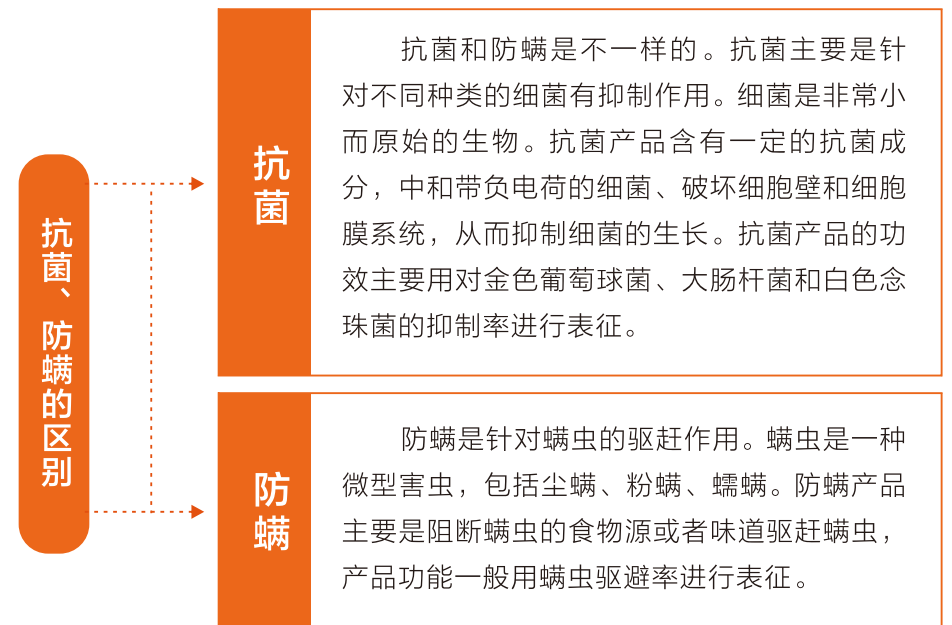 抗菌、防螨的区别
抗菌
抗菌和防螨是不一样的。抗菌主要是针
对不同种类的细菌有抑制作用。细菌是非常小
而原始的生物。抗菌产品含有一定的抗菌成
分，中和带负电荷的细菌、破坏细胞壁和细胞
膜系统，从而抑制细菌的生长。抗菌产品的功
效主要用对金色葡萄球菌、大肠杆菌和白色念
珠菌的抑制率进行表征。
防螨
防螨是针对螨虫的驱赶作用。螨虫是一种
微型害虫，包括尘螨、粉螨、蠕螨。防螨产品
主要是阻断螨虫的食物源或者味道驱赶螨虫，
产品功能一般用螨虫驱避率进行表征。